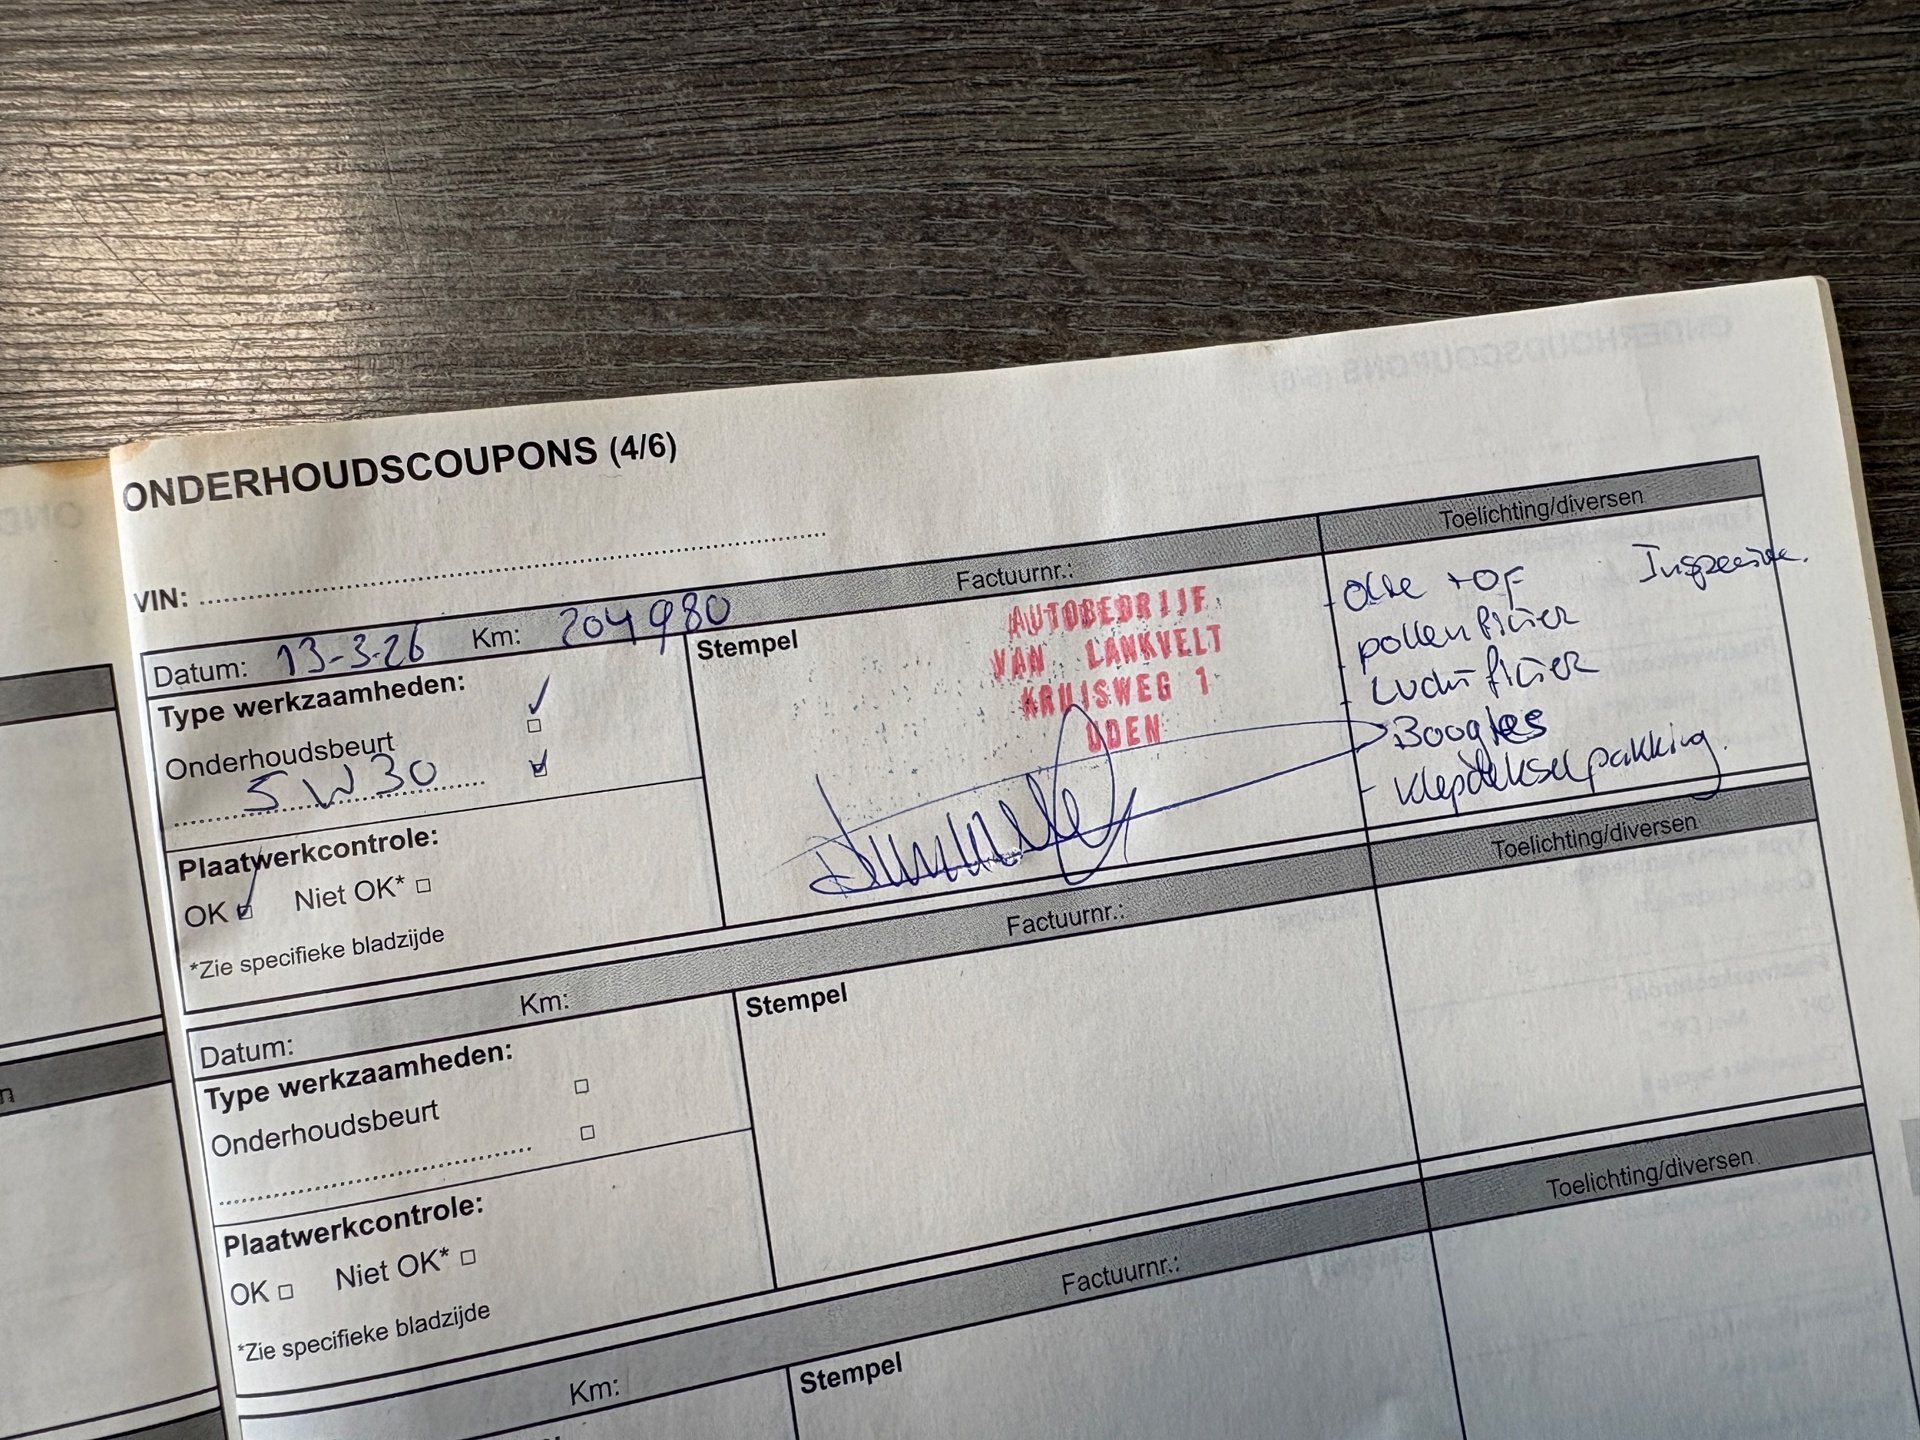 ONDERHOUDSCOUPONS (4/6)
VIN:
Datum: 13-3-26 Km: 204980 Factuurnr.: Toelichting/diversen
Type werkzaamheden:
Onderhoudsbeurt
5W30
Plaatwerkcontrole:
OK Niet OK*
*Zie specifieke bladzijde
Stempel
AUTOBEDRIJF
VAN LANKVELT
KRUISWEG 1
UDEN
- Olie + OF Inspectie.
- pollenfilter
- Luchtfilter
- Boogies
- Klepdekselpakking.
Datum: Km: Factuurnr.: Toelichting/diversen
Type werkzaamheden:
Onderhoudsbeurt
Plaatwerkcontrole:
OK Niet OK*
*Zie specifieke bladzijde
Stempel
Km: Factuurnr.: Toelichting/diversen
Stempel